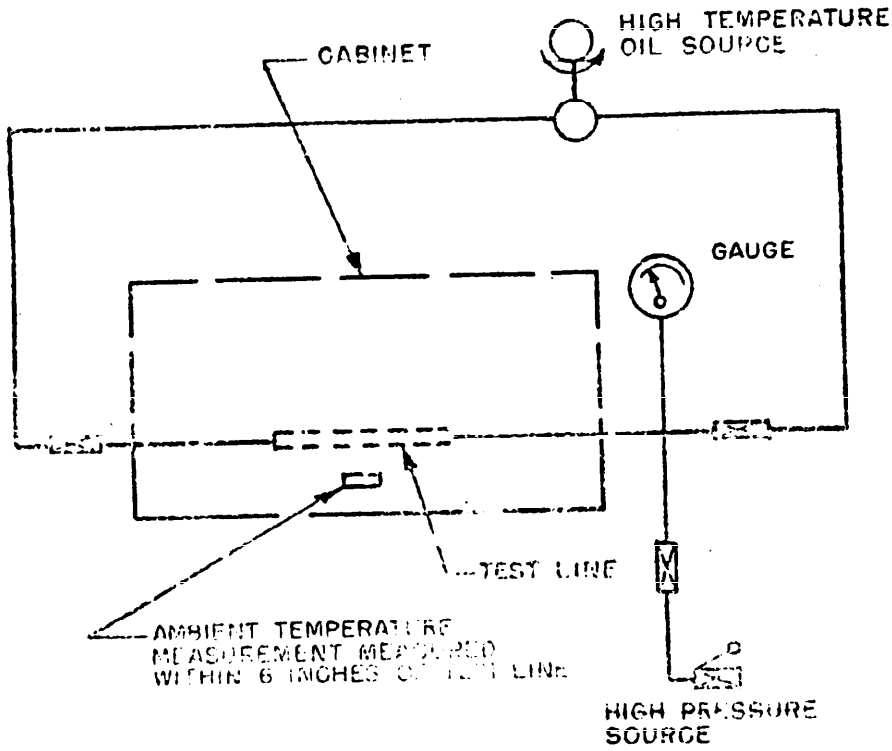 HIGH TEMPERATURE
OIL SOURCE
CABINET
GAUGE
TEST LINE
AMBIENT TEMPERATURE
MEASUREMENT MEASURED
WITHIN 6 INCHES OF TEST LINE
HIGH PRESSURE
SOURCE